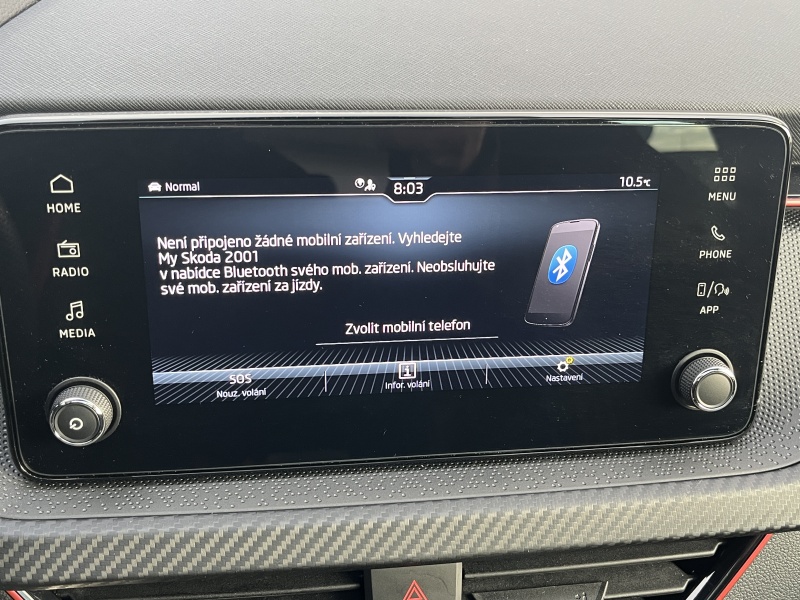 Normal
8:03
10.5°C
HOME
RADIO
MEDIA
MENU
PHONE
APP
Není připojeno žádné mobilní zařízení. Vyhledejte
My Skoda 2001
v nabídce Bluetooth svého mob. zařízení. Neobsluhujte
své mob. zařízení za jízdy.
Zvolit mobilní telefon
SOS
Nouz. volání
Infor. volání
Nastavení